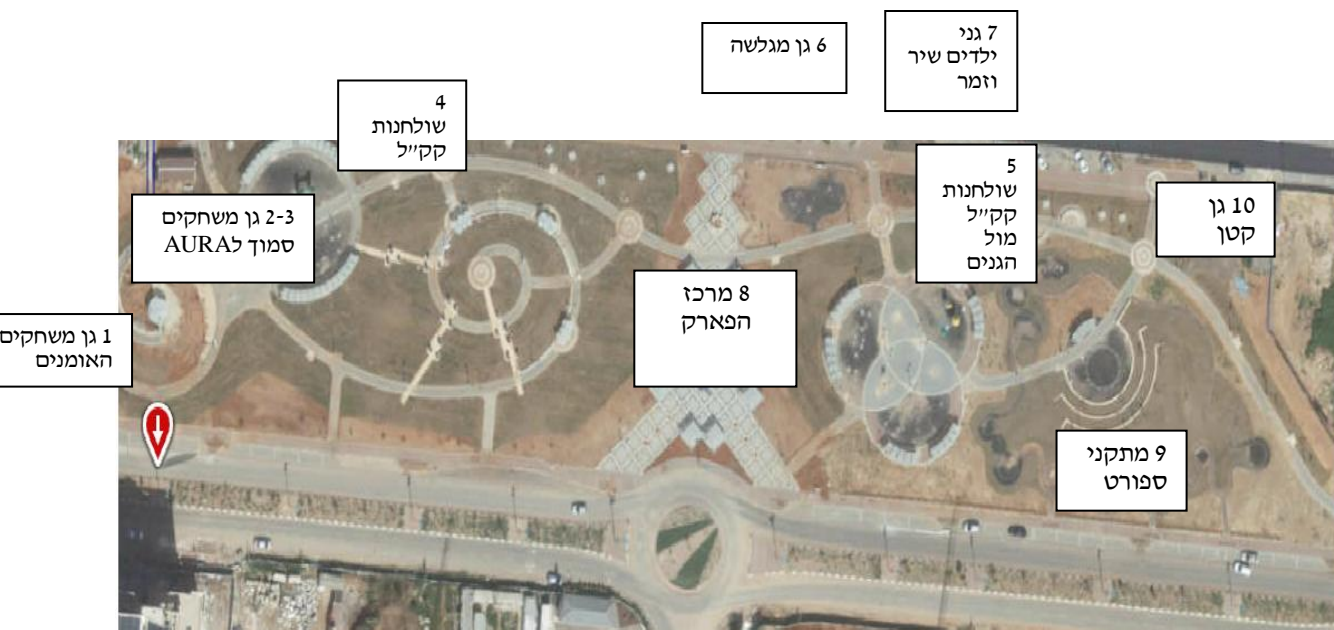 7 גני
ילדים שיר
וזמר
6 גן מגלשה
4
שולחנות
קק"ל
5
שולחנות
קק"ל
מול
הגנים
10 גן
קטן
2-3 גן משחקים
סמוך לAURA
8 מרכז
הפארק
1 גן משחקים
האומנים
9 מתקני
ספורט